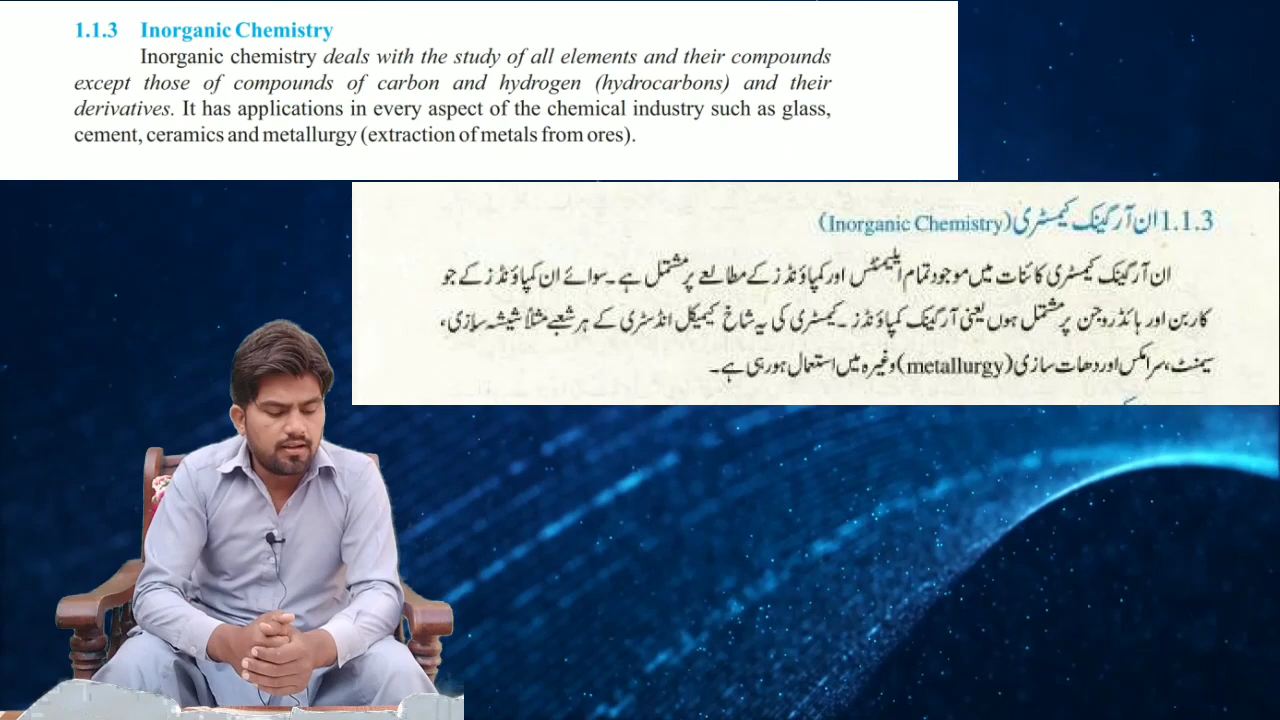 1.1.3 Inorganic Chemistry
Inorganic chemistry deals with the study of all elements and their compounds
except those of compounds of carbon and hydrogen (hydrocarbons) and their
derivatives. It has applications in every aspect of the chemical industry such as glass,
cement, ceramics and metallurgy (extraction of metals from ores).
1.1.3 ان آرگینک کیمسٹری (Inorganic Chemistry)
ان آرگینک کیمسٹری کائنات میں موجود تمام ایلیمنٹس اور کمپاؤنڈز کے مطالعے پر مشتمل ہے۔ سوائے ان کمپاؤنڈز کے جو
کاربن اور ہائڈروجن پر مشتمل ہوں یعنی آرگینک کمپاؤنڈز۔ کیمسٹری کی یہ شاخ کیمیکل انڈسٹری کے ہر شعبے مثلاً شیشہ سازی،
سیمنٹ، سرامکس اور دھات سازی (metallurgy) وغیرہ میں استعمال ہورہی ہے۔